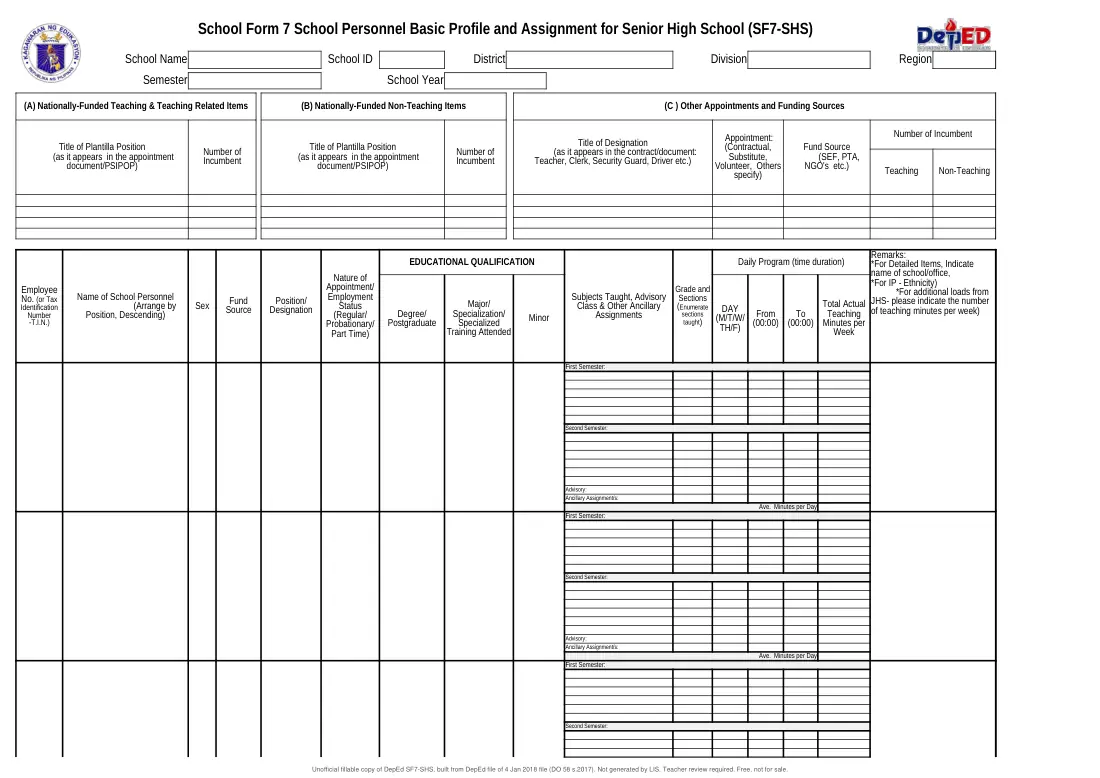 School Form 7 School Personnel Basic Profile and Assignment for Senior High School (SF7-SHS)
KAGAWARAN NG EDUKASYON
REPUBLIKA NG PILIPINAS
DepED
School Name
School ID
District
Division
Region
Semester
School Year
(A) Nationally-Funded Teaching & Teaching Related Items
(B) Nationally-Funded Non-Teaching Items
(C ) Other Appointments and Funding Sources
Title of Plantilla Position
(as it appears in the appointment
document/PSIPOP)
Number of
Incumbent
Title of Plantilla Position
(as it appears in the appointment
document/PSIPOP)
Number of
Incumbent
Title of Designation
(as it appears in the contract/document:
Teacher, Clerk, Security Guard, Driver etc.)
Appointment:
(Contractual,
Substitute,
Volunteer, Others
specify)
Fund Source
(SEF, PTA,
NGO's etc.)
Number of Incumbent
Teaching
Non-Teaching
Employee
No. (or Tax
Identification
Number
-T.I.N.)
Name of School Personnel
(Arrange by
Position, Descending)
Sex
Fund
Source
Position/
Designation
Nature of
Appointment/
Employment
Status
(Regular/
Probationary/
Part Time)
EDUCATIONAL QUALIFICATION
Degree/
Postgraduate
Major/
Specialization/
Specialized
Training Attended
Minor
Subjects Taught, Advisory
Class & Other Ancillary
Assignments
Grade and
Sections
(Enumerate
sections
taught)
Daily Program (time duration)
DAY
(M/T/W/
TH/F)
From
(00:00)
To
(00:00)
Total Actual
Teaching
Minutes per
Week
Remarks:
*For Detailed Items, Indicate
name of school/office,
*For IP - Ethnicity)
*For additional loads from
JHS- please indicate the number
of teaching minutes per week)
First Semester:
Second Semester:
Advisory:
Ancillary Assignment/s:
Ave. Minutes per Day
First Semester:
Second Semester:
Advisory:
Ancillary Assignment/s:
Ave. Minutes per Day
First Semester:
Second Semester:
Unofficial fillable copy of DepEd SF7-SHS, built from DepEd file of 4 Jan 2018 file (DO 58 s.2017). Not generated by LIS. Teacher review required. Free, not for sale.